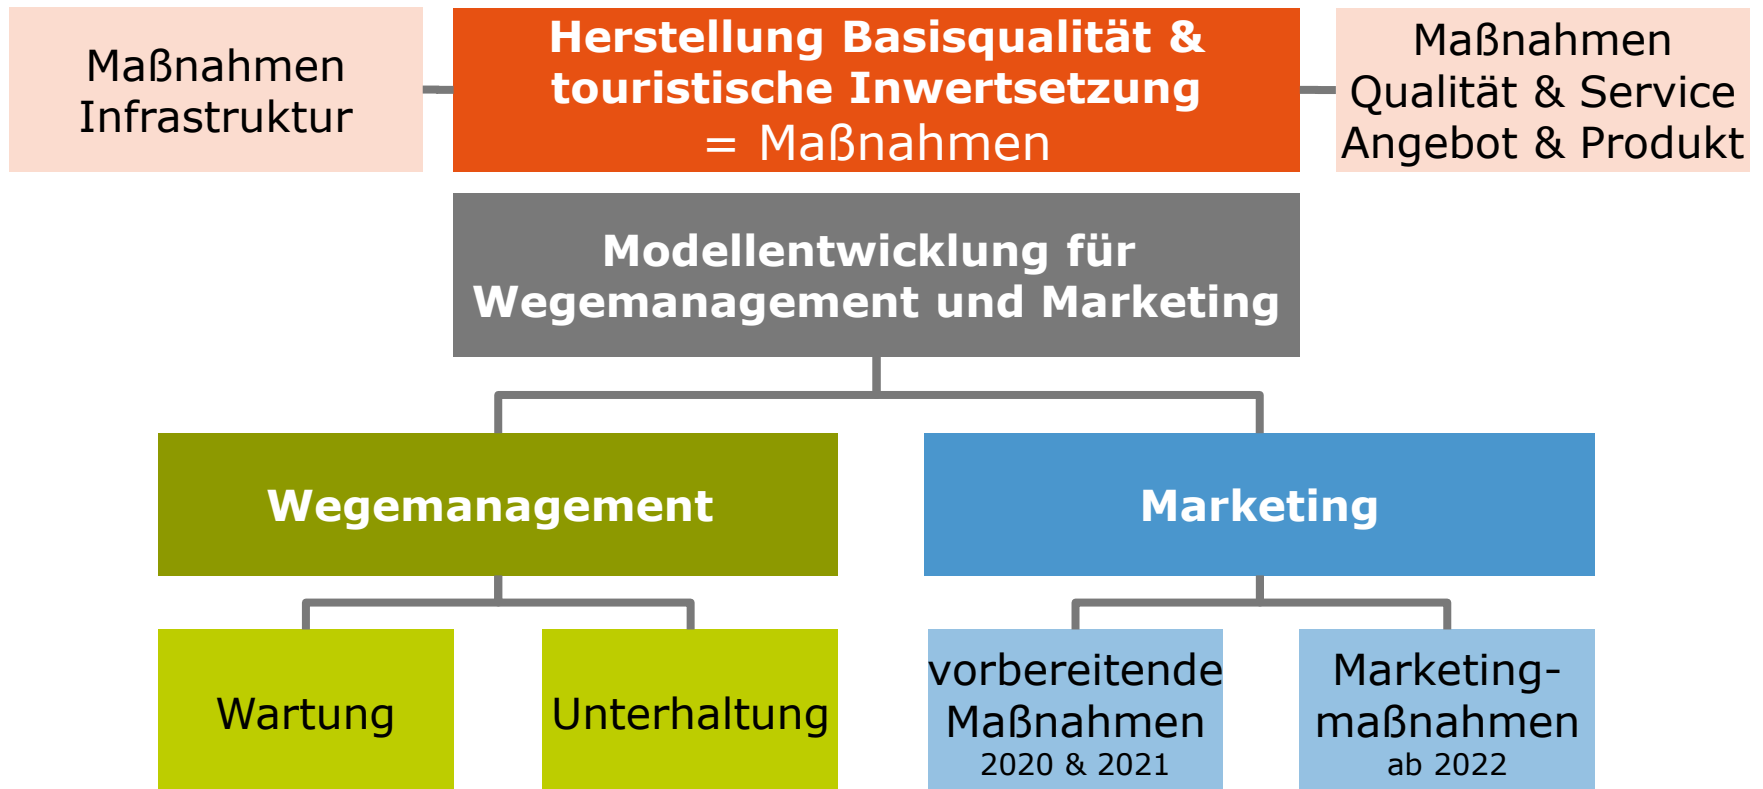 Maßnahmen
Infrastruktur
Herstellung Basisqualität &
touristische Inwertsetzung
= Maßnahmen
Maßnahmen
Qualität & Service
Angebot & Produkt
Modellentwicklung für
Wegemanagement und Marketing
Wegemanagement
Marketing
Wartung
Unterhaltung
vorbereitende
Maßnahmen
2020 & 2021
Marketing-
maßnahmen
ab 2022